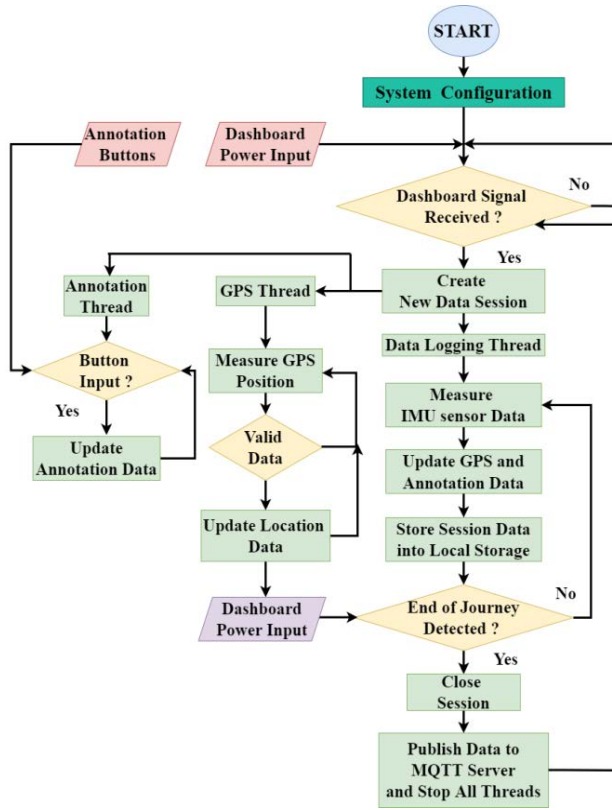 START
System Configuration
Annotation
Buttons
Dashboard
Power Input
Dashboard Signal
Received ?
No
Yes
Annotation
Thread
GPS Thread
Create
New Data Session
Data Logging Thread
Button
Input ?
Measure GPS
Position
Measure
IMU sensor Data
Yes
Update
Annotation Data
Valid
Data
Update GPS and
Annotation Data
Update Location
Data
Store Session Data
into Local Storage
No
Dashboard
Power Input
End of Journey
Detected ?
Yes
Close
Session
Publish Data to
MQTT Server
and Stop All Threads